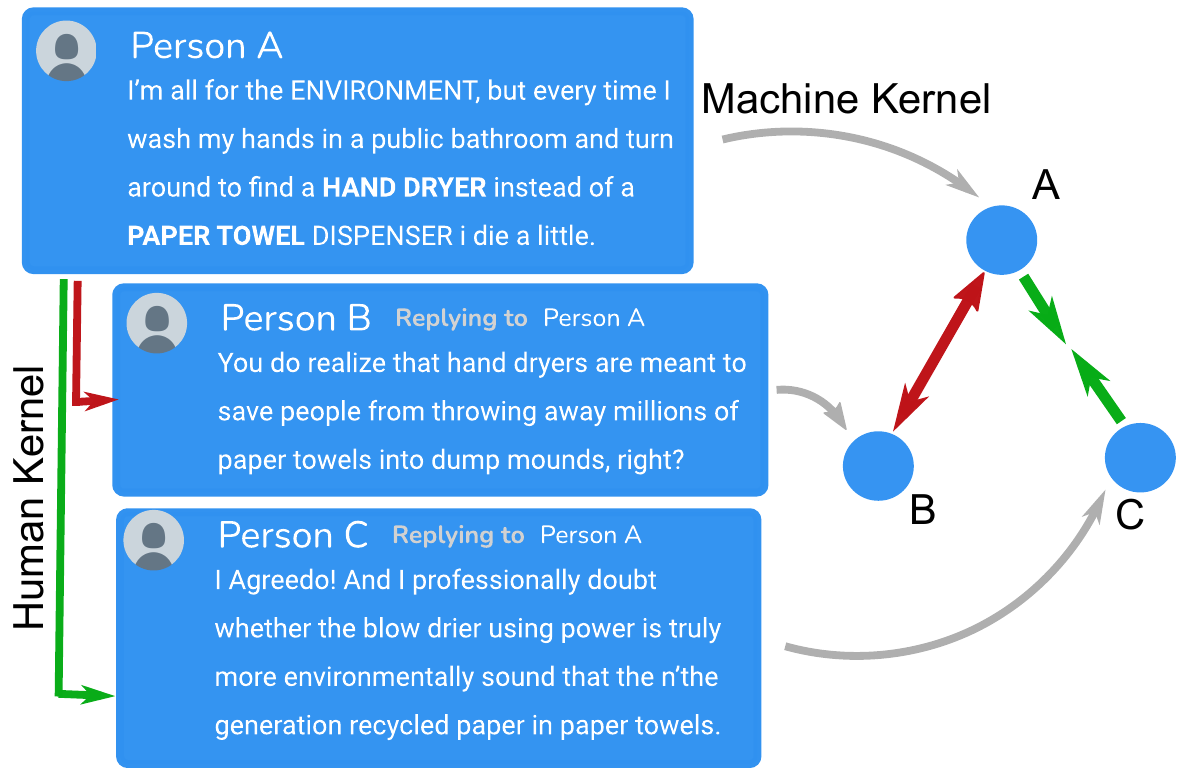 Person A
I'm all for the ENVIRONMENT, but every time I
wash my hands in a public bathroom and turn
around to find a HAND DRYER instead of a
PAPER TOWEL DISPENSER i die a little.
Machine Kernel
A
Person B Replying to Person A
You do realize that hand dryers are meant to
save people from throwing away millions of
paper towels into dump mounds, right?
B
Human Kernel
Person C Replying to Person A
I Agreedo! And I professionally doubt
whether the blow drier using power is truly
more environmentally sound that the n'the
generation recycled paper in paper towels.
C